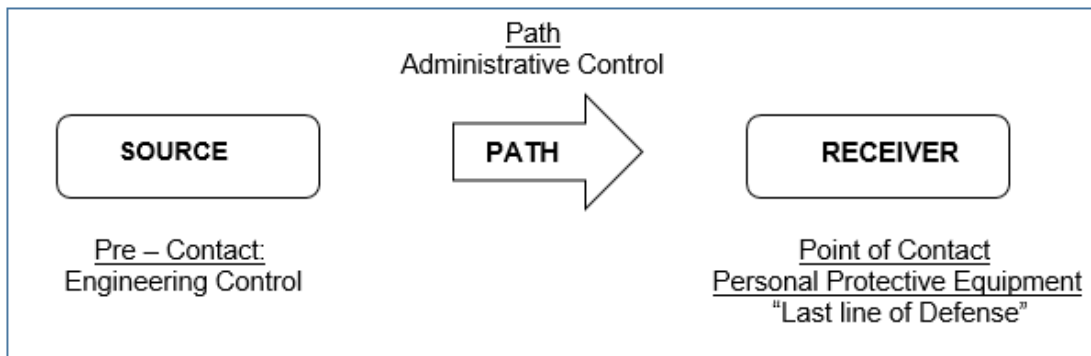 Path
Administrative Control
SOURCE
PATH
RECEIVER
Pre – Contact:
Engineering Control
Point of Contact
Personal Protective Equipment
“Last line of Defense”